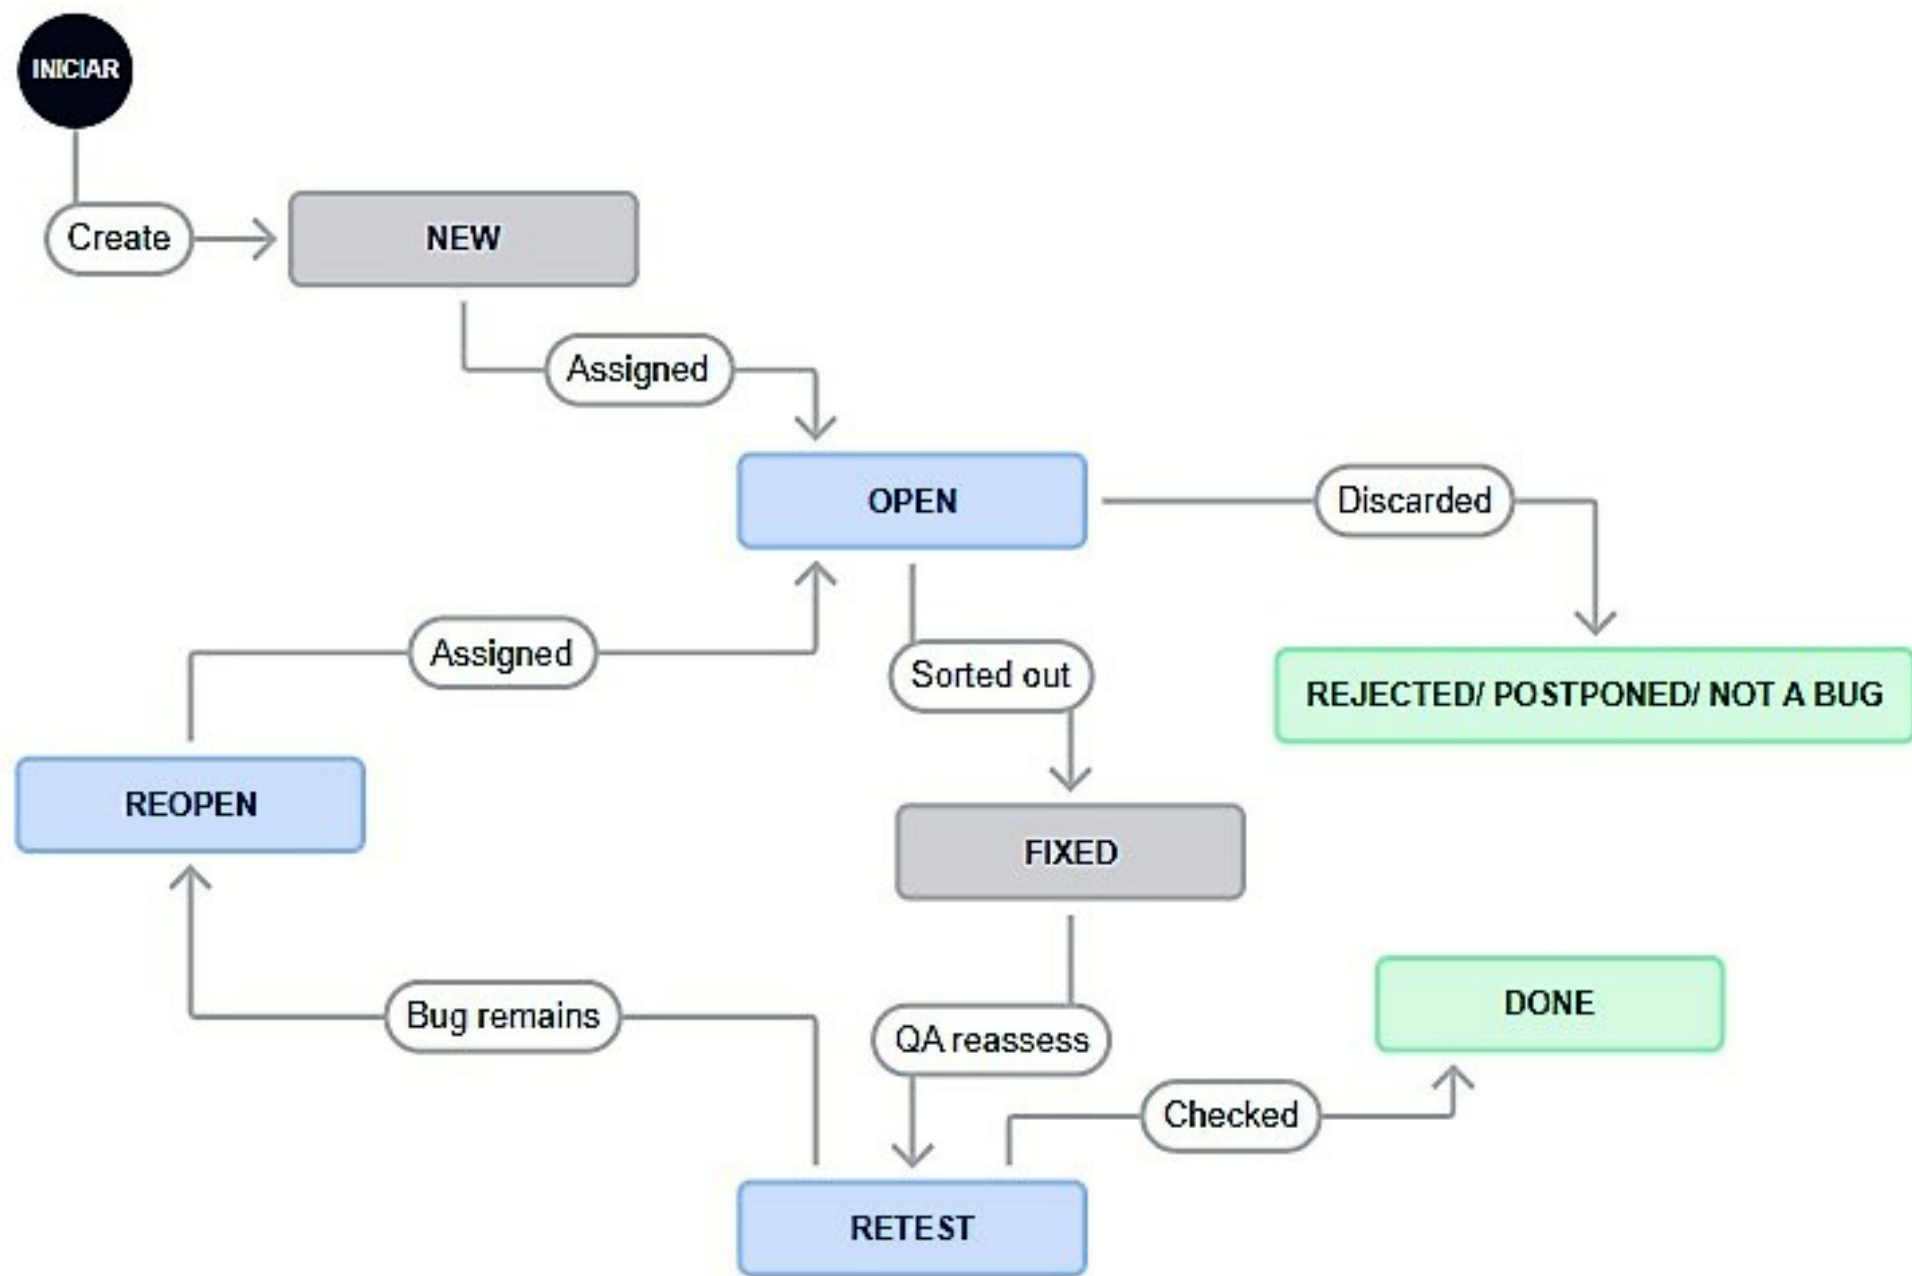 INICIAR
Create
NEW
Assigned
OPEN
Discarded
Assigned
Sorted out
REJECTED/ POSTPONED/ NOT A BUG
REOPEN
FIXED
Bug remains
QA reassess
DONE
Checked
RETEST